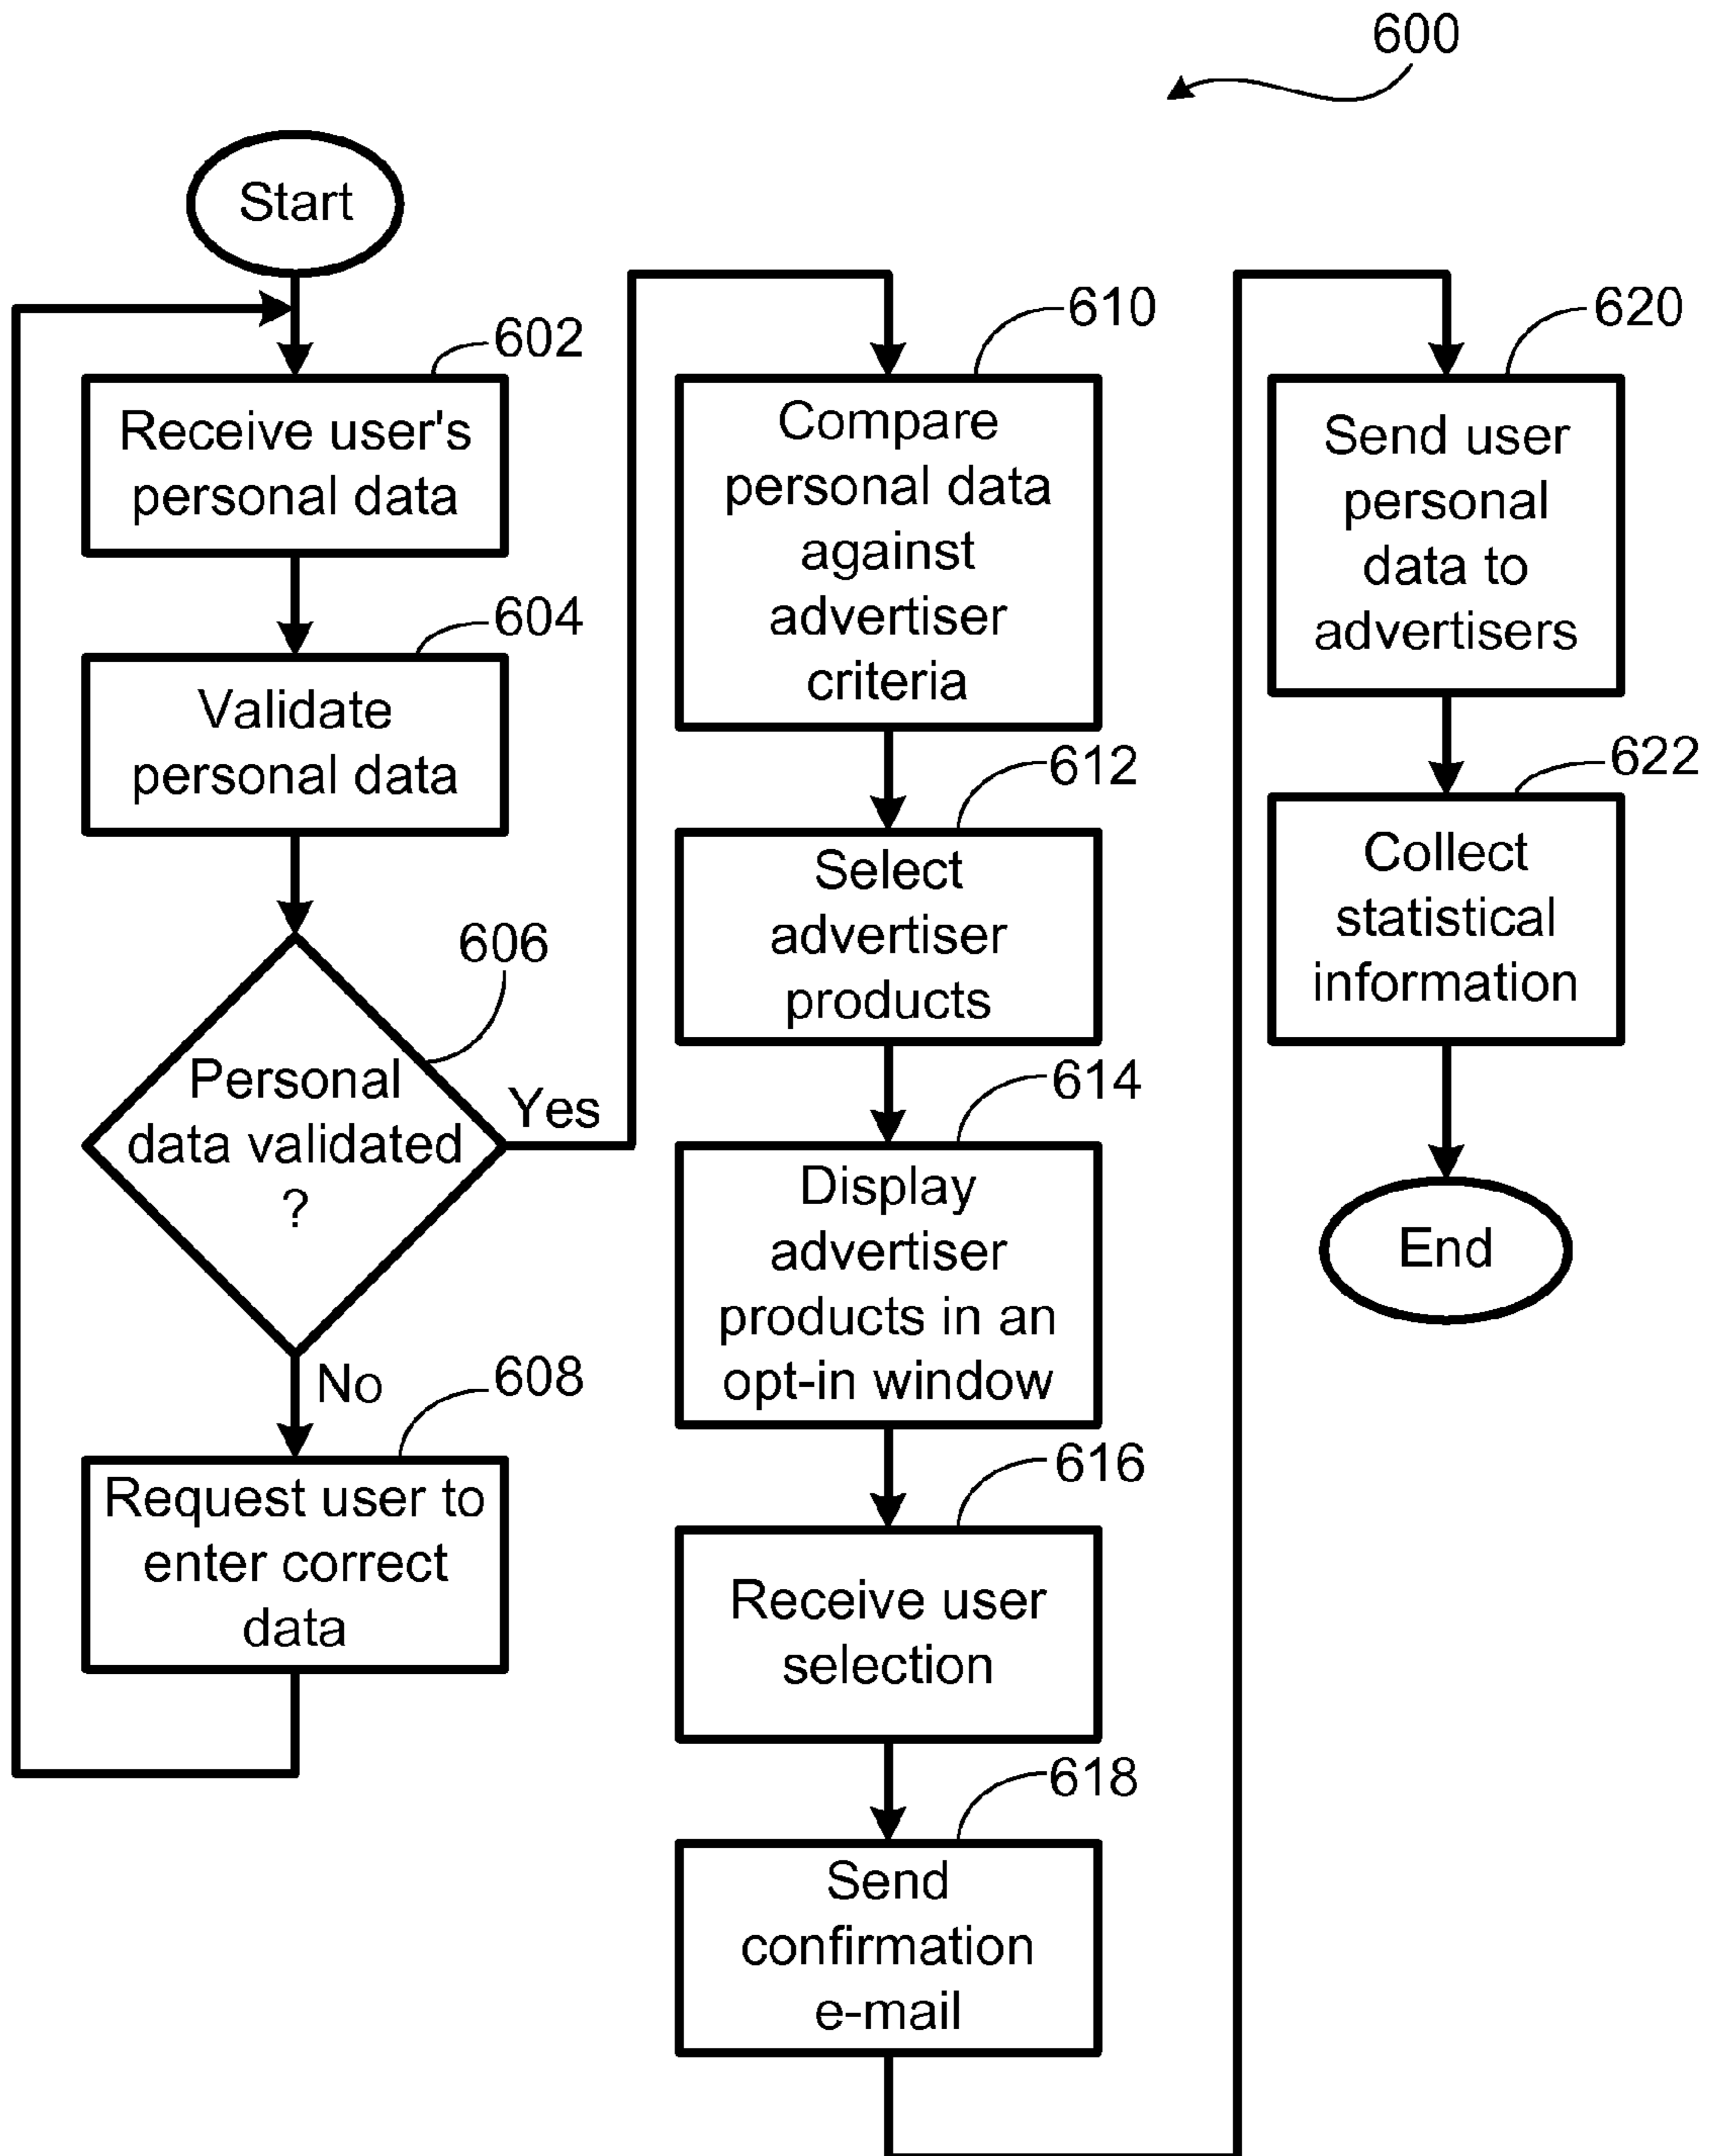 600
Start
602
Receive user's
personal data
604
Validate
personal data
606
Personal
data validated
?
Yes
No
608
Request user to
enter correct
data
610
Compare
personal data
against
advertiser
criteria
612
Select
advertiser
products
614
Display
advertiser
products in an
opt-in window
616
Receive user
selection
618
Send
confirmation
e-mail
620
Send user
personal
data to
advertisers
622
Collect
statistical
information
End